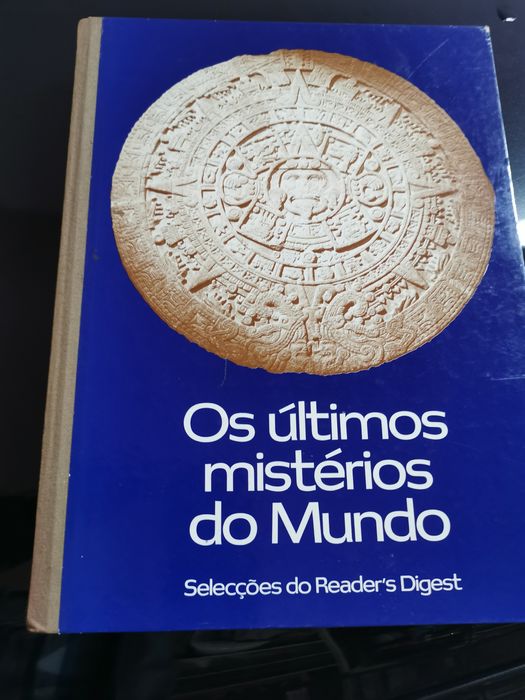 Os últimos
mistérios
do Mundo
Selecções do Reader's Digest